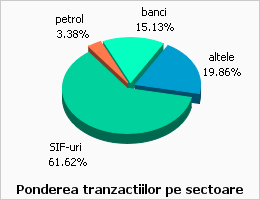 banci
15.13%
petrol
3.38%
altele
19.86%
SIF-uri
61.62%
Ponderea tranzactiilor pe sectoare